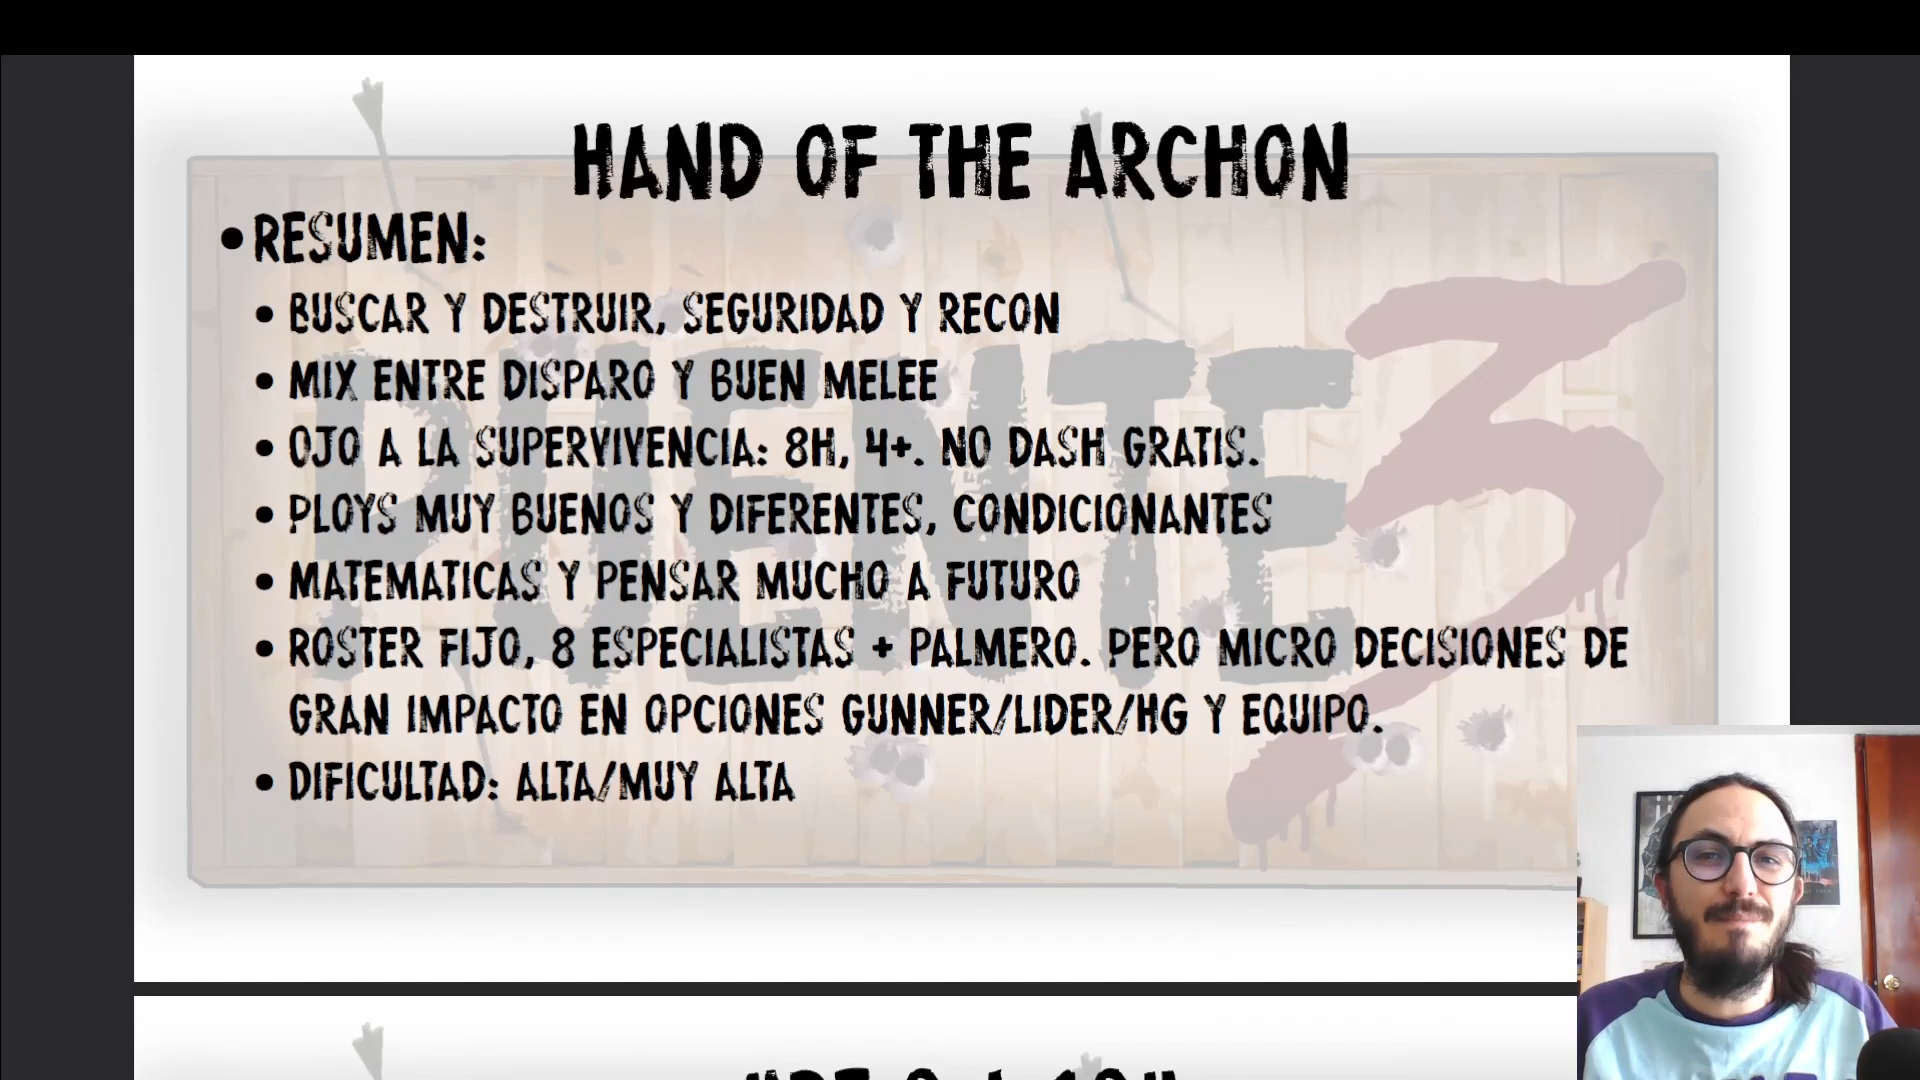 HAND OF THE ARCHON
• RESUMEN:
• BUSCAR Y DESTRUIR, SEGURIDAD Y RECON
• MIX ENTRE DISPARO Y BUEN MELEE
• OJO A LA SUPERVIVENCIA: 8H, 4+. NO DASH GRATIS.
• PLOYS MUY BUENOS Y DIFERENTES, CONDICIONANTES
• MATEMATICAS Y PENSAR MUCHO A FUTURO
• ROSTER FIJO, 8 ESPECIALISTAS + PALMERO. PERO MICRO DECISIONES DE
GRAN IMPACTO EN OPCIONES GUNNER/LIDER/HG Y EQUIPO.
• DIFICULTAD: ALTA/MUY ALTA
PUENTE 3